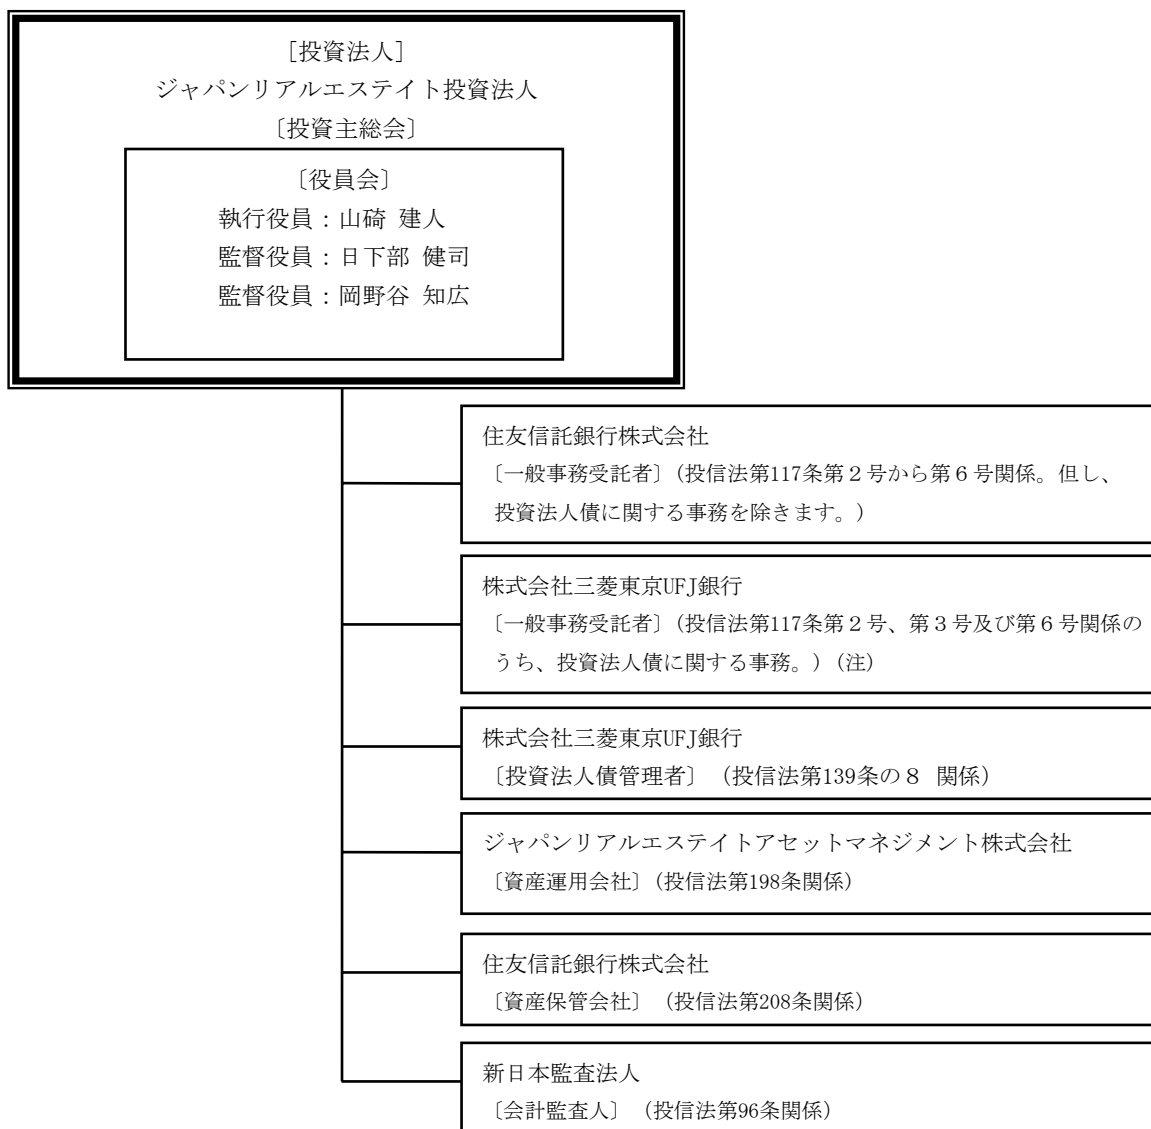 [投資法人]
ジャパンリアルエステイト投資法人
〔投資主総会〕
〔役員会〕
執行役員：山碕 建人
監督役員：日下部 健司
監督役員：岡野谷 知広
住友信託銀行株式会社
〔一般事務受託者〕(投信法第117条第２号から第６号関係。但し、
投資法人債に関する事務を除きます。)
株式会社三菱東京UFJ銀行
〔一般事務受託者〕(投信法第117条第２号、第３号及び第６号関係の
うち、投資法人債に関する事務。) (注)
株式会社三菱東京UFJ銀行
〔投資法人債管理者〕 (投信法第139条の８ 関係)
ジャパンリアルエステイトアセットマネジメント株式会社
〔資産運用会社〕(投信法第198条関係)
住友信託銀行株式会社
〔資産保管会社〕 (投信法第208条関係)
新日本監査法人
〔会計監査人〕 (投信法第96条関係)